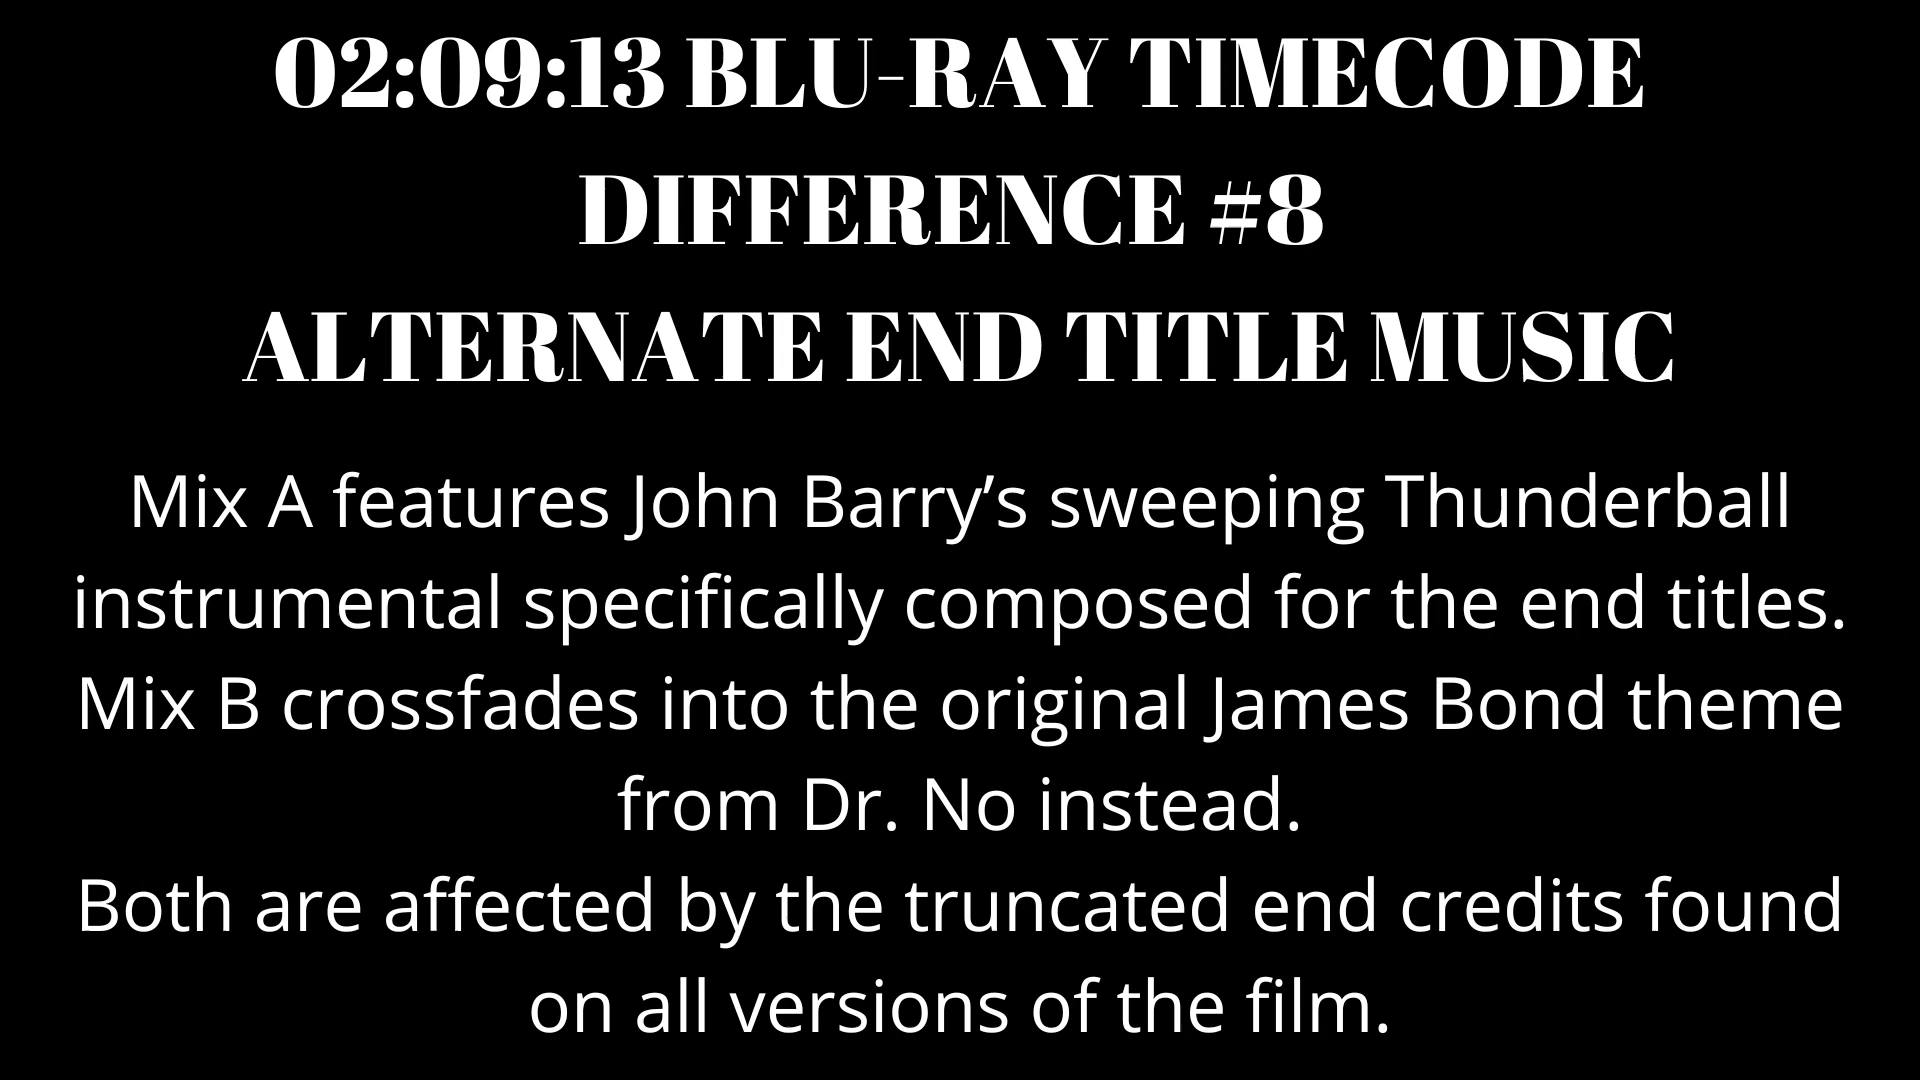 02:09:13 BLU-RAY TIMECODE
DIFFERENCE #8
ALTERNATE END TITLE MUSIC
Mix A features John Barry’s sweeping Thunderball
instrumental specifically composed for the end titles.
Mix B crossfades into the original James Bond theme
from Dr. No instead.
Both are affected by the truncated end credits found
on all versions of the film.